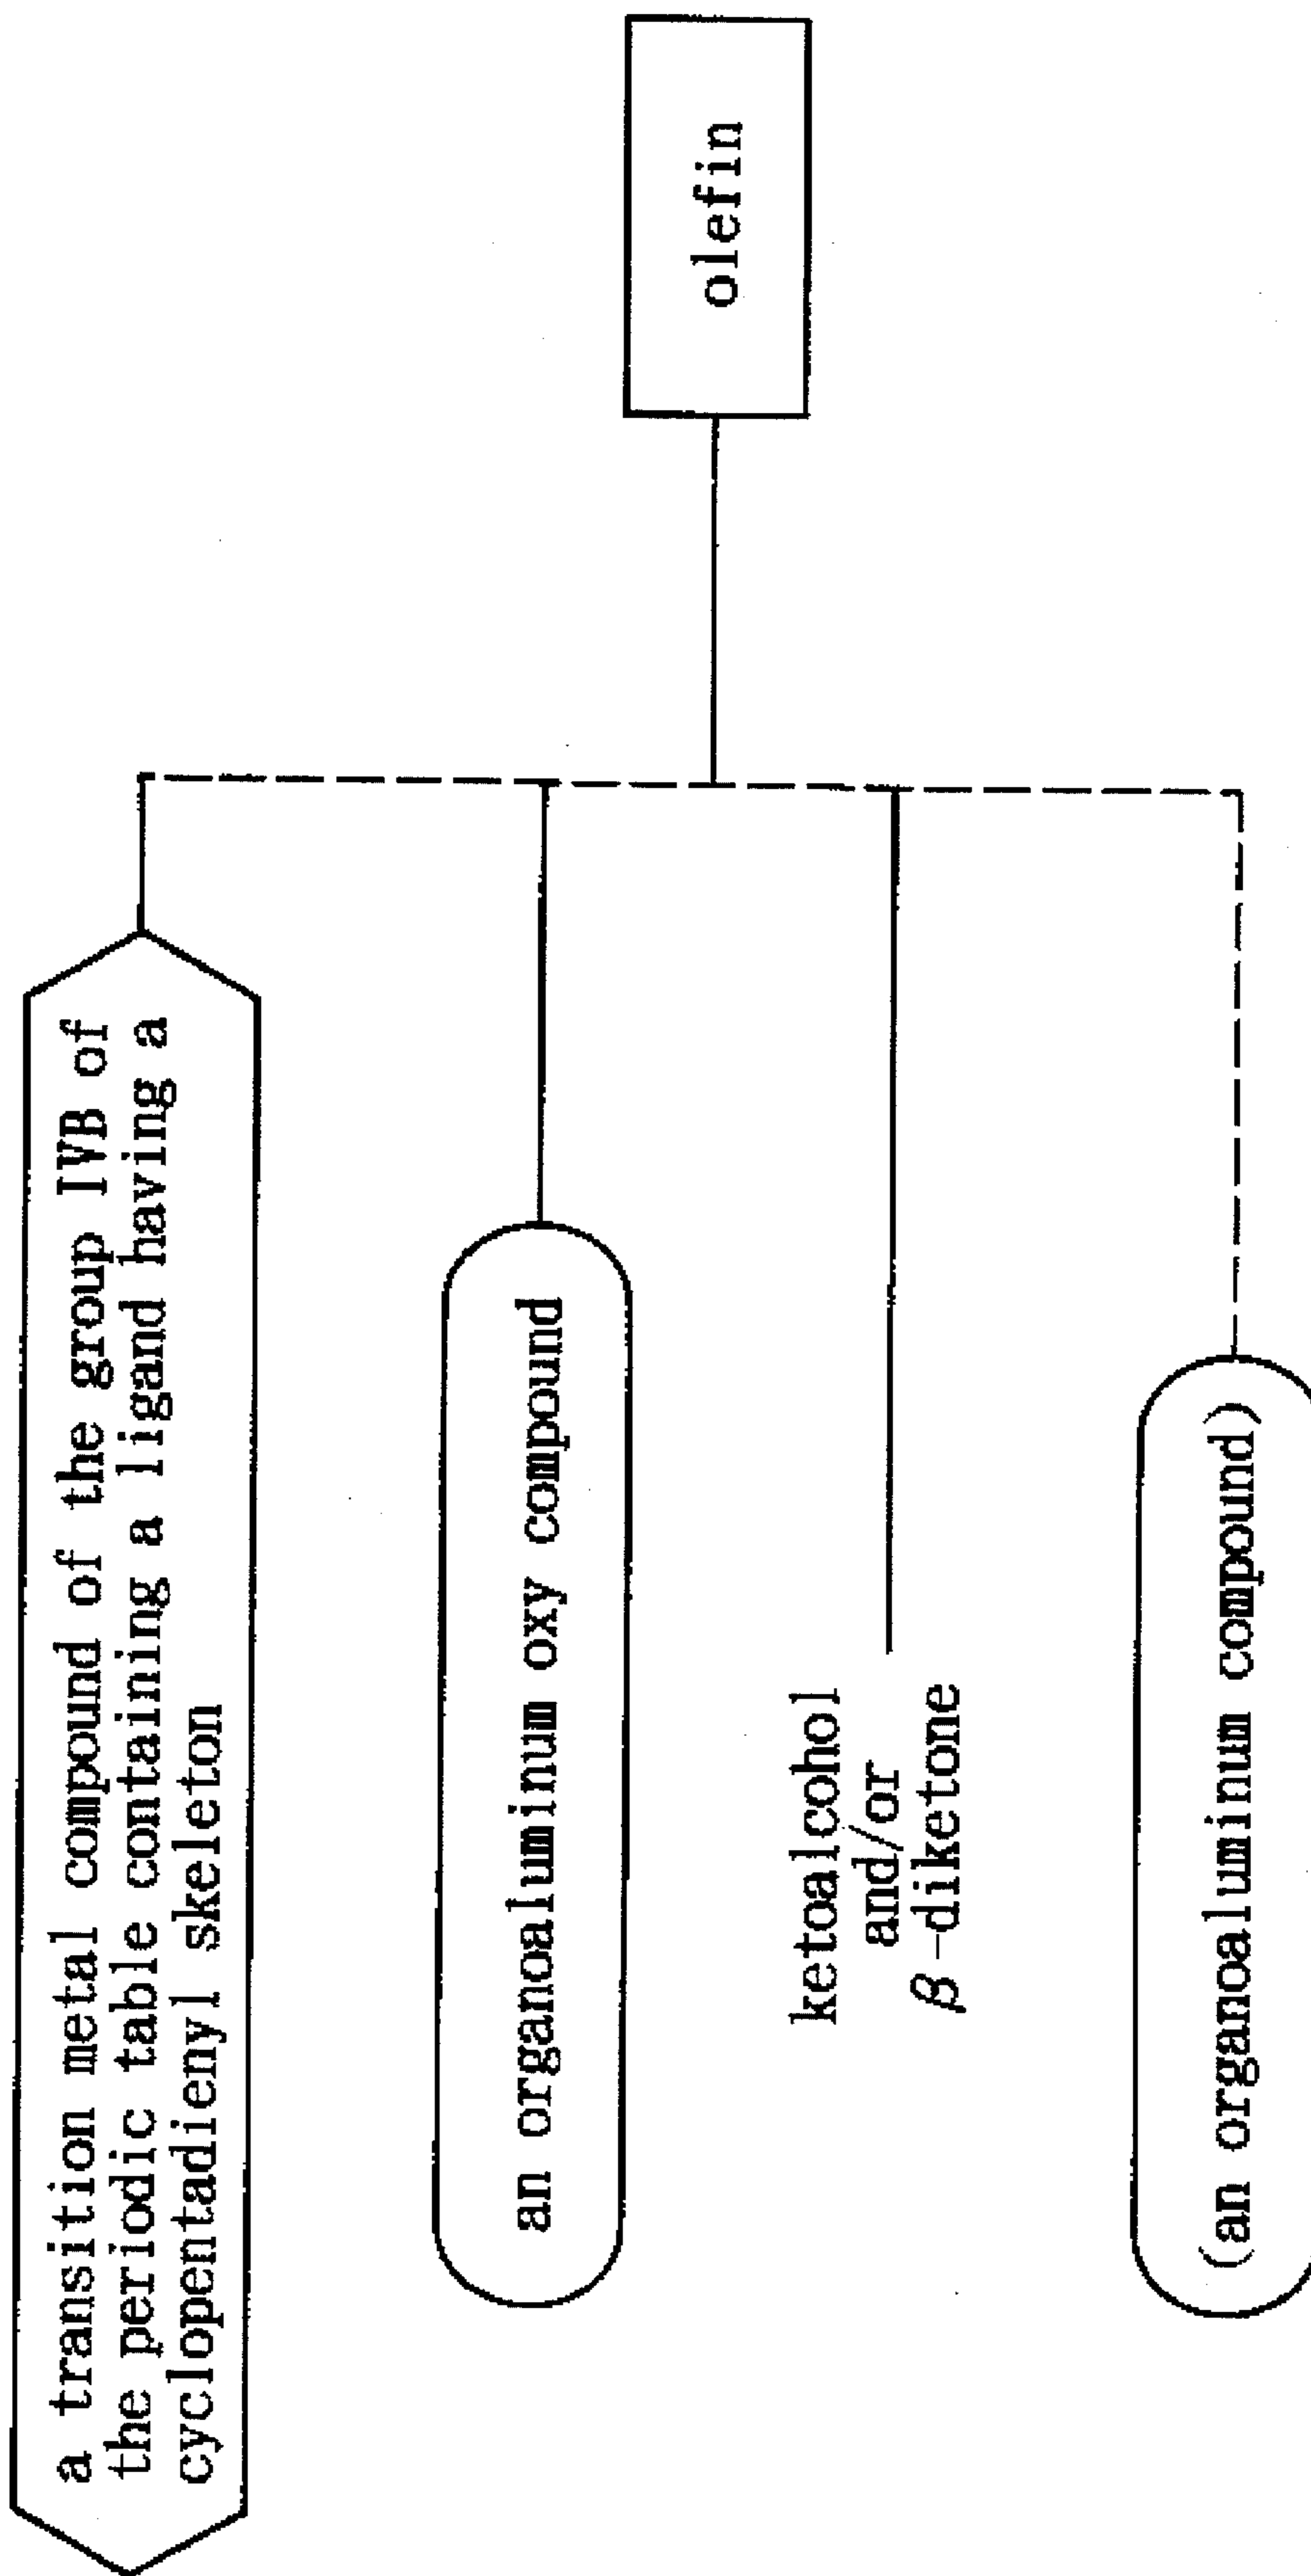 a transition metal compound of the group IVB of
the periodic table containing a ligand having a
cyclopentadienyl skeleton
an organoaluminum oxy compound
ketoalcohol
and/or
β-diketone
(an organoaluminum compound)
olefin